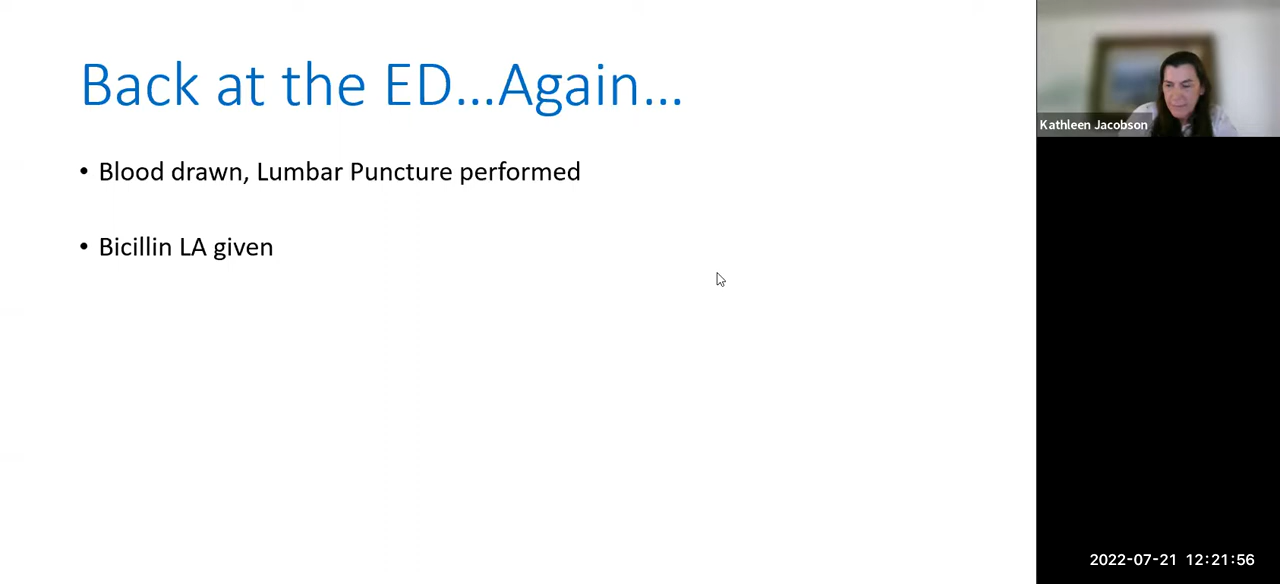 Back at the ED...Again...
• Blood drawn, Lumbar Puncture performed
• Bicillin LA given
Kathleen Jacobson
2022-07-21 12:21:56